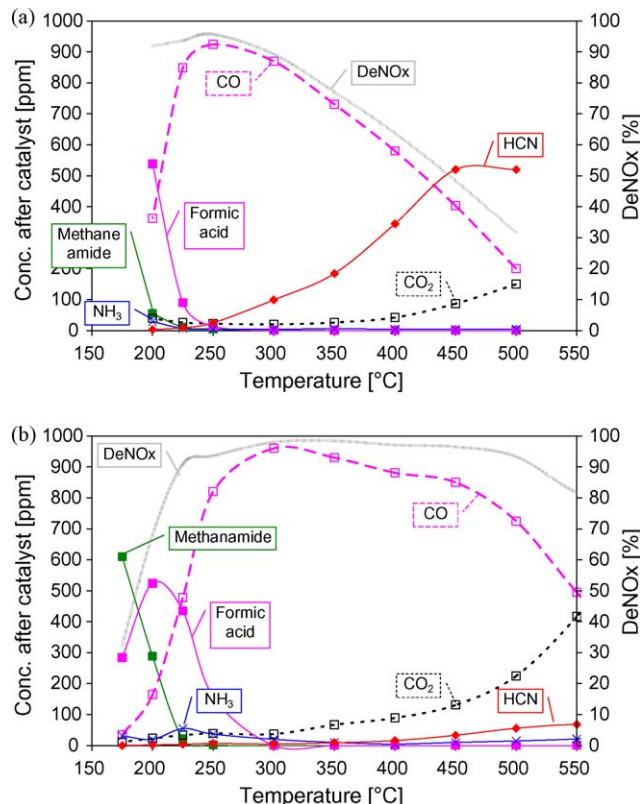 (a)
1000
900
800
700
600
500
400
300
200
100
0
Conc. after catalyst [ppm]
100
90
80
70
60
50
40
30
20
10
0
DeNOx [%]
DeNOx
CO
HCN
Formic
acid
Methane
amide
NH₃
CO₂
150 200 250 300 350 400 450 500 550
Temperature [°C]
(b)
1000
900
800
700
600
500
400
300
200
100
0
Conc. after catalyst [ppm]
100
90
80
70
60
50
40
30
20
10
0
DeNOx [%]
DeNOx
Methanamide
CO
Formic
acid
NH₃
CO₂
HCN
150 200 250 300 350 400 450 500 550
Temperature [°C]